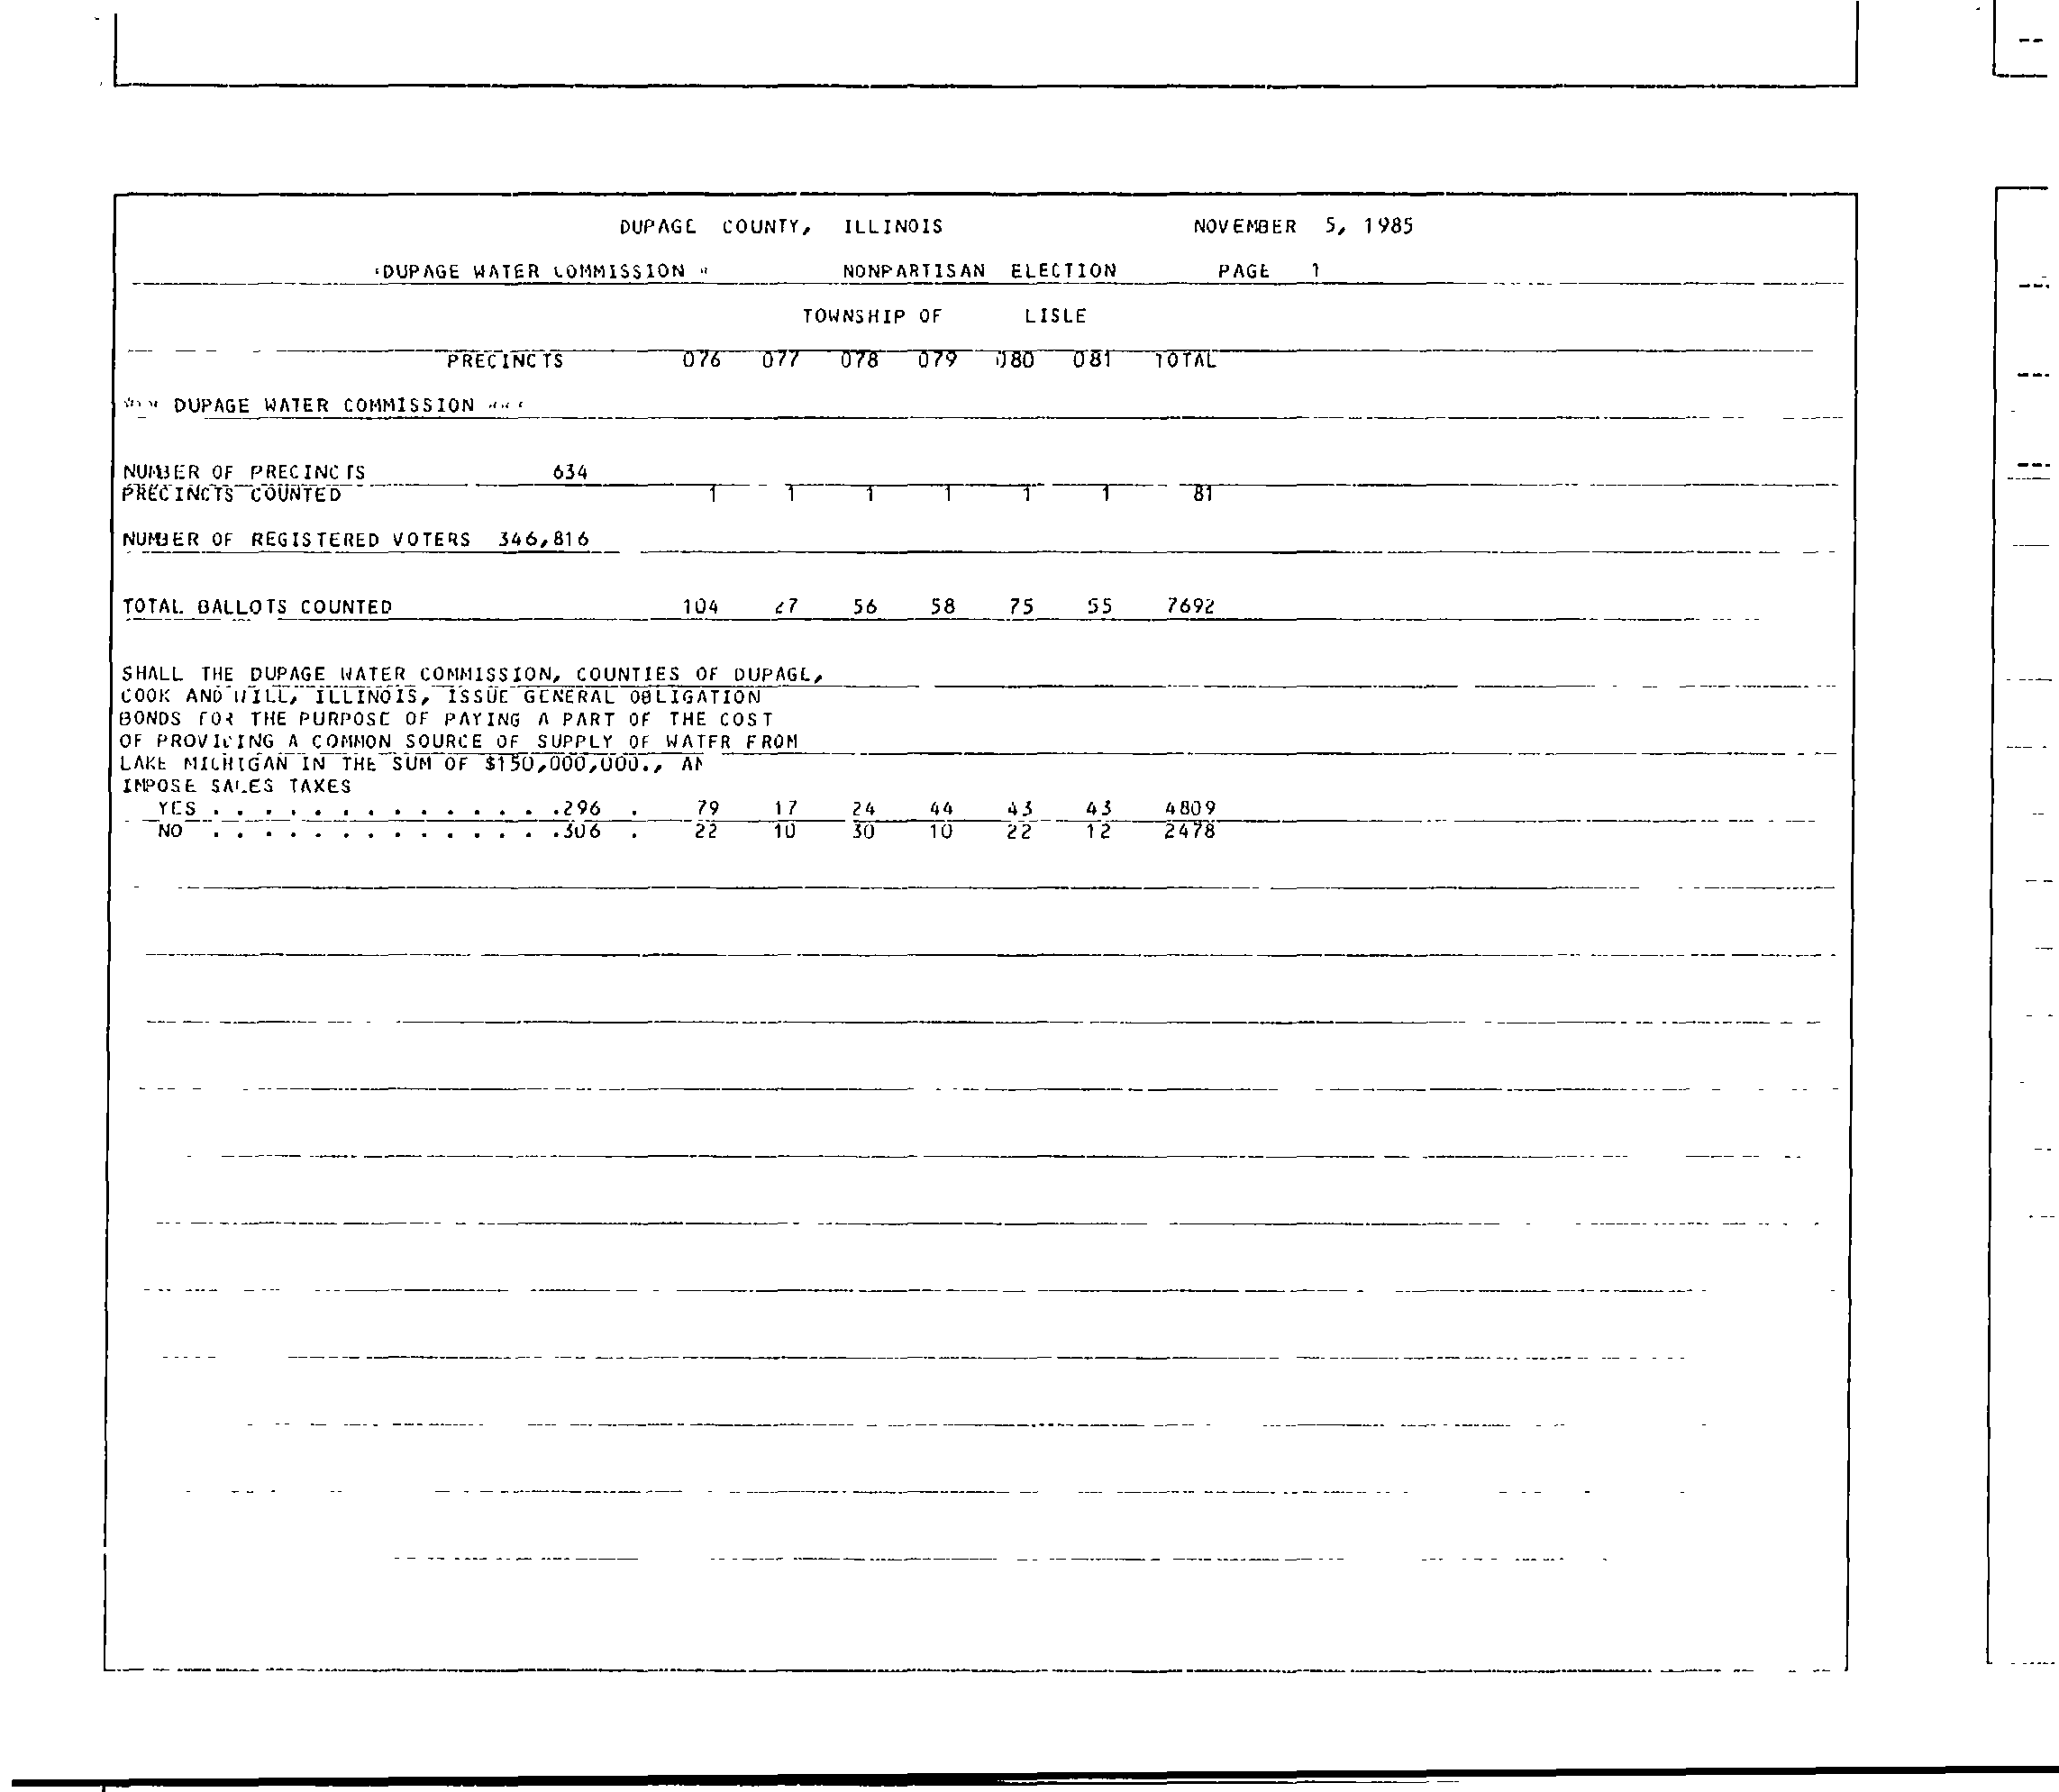 DUPAGE COUNTY, ILLINOIS NOVEMBER 5, 1985
DUPAGE WATER COMMISSION NONPARTISAN ELECTION PAGE 1
TOWNSHIP OF LISLE
PRECINCTS 076 077 078 079 080 081 TOTAL
*** DUPAGE WATER COMMISSION ***
NUMBER OF PRECINCTS 634
PRECINCTS COUNTED 1 1 1 1 1 1 81
NUMBER OF REGISTERED VOTERS 346,816
TOTAL BALLOTS COUNTED 104 27 56 58 75 55 7692
SHALL THE DUPAGE WATER COMMISSION, COUNTIES OF DUPAGE,
COOK AND WILL, ILLINOIS, ISSUE GENERAL OBLIGATION
BONDS FOR THE PURPOSE OF PAYING A PART OF THE COST
OF PROVIDING A COMMON SOURCE OF SUPPLY OF WATER FROM
LAKE MICHIGAN IN THE SUM OF $150,000,000., AN
IMPOSE SALES TAXES
YES . . . . . . . . . . . . . .296 . 79 17 24 44 43 43 4809
NO . . . . . . . . . . . . . .306 . 22 10 30 10 22 12 2478